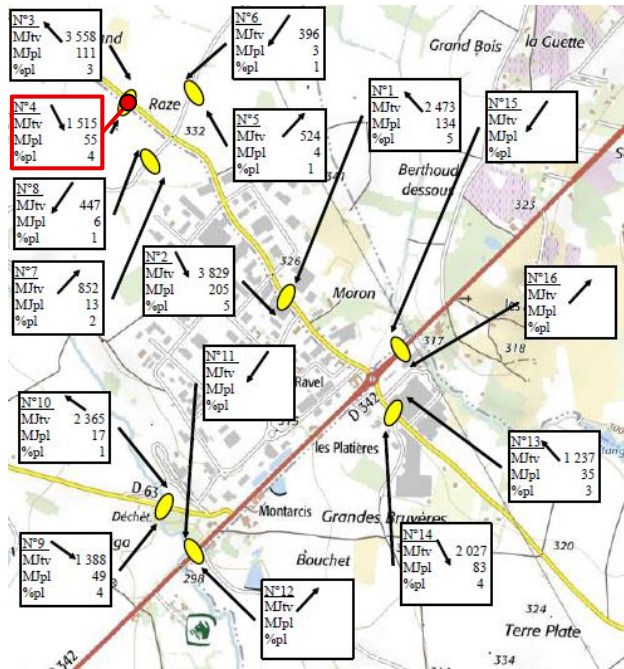 N°3
MJtv 3 558
MJpl 111
%pl 3
and
N°6
MJtv 396
MJpl 3
%pl 1
Grand Bois
la Guette
N°4
MJtv 1 515
MJpl 55
%pl 4
Raze
332
N°5
MJtv 524
MJpl 4
%pl 1
341
N°1
MJtv 2 473
MJpl 134
%pl 5
N°15
MJtv
MJpl
%pl
Berthoud
dessous
323
N°8
MJtv 447
MJpl 6
%pl 1
N°7
MJtv 852
MJpl 13
%pl 2
N°2
MJtv 3 829
MJpl 205
%pl 5
326
Moron
N°16
MJtv
MJpl
%pl
les
317
318
N°11
MJtv
MJpl
%pl
Ravel
D 342
315
les Platières
N°10
MJtv 2 365
MJpl 17
%pl 1
N°13
MJtv 1 237
MJpl 35
%pl 3
D 63
Déchèt.
Montarcis
Grandes Bruyères
N°9
MJtv 1 388
MJpl 49
%pl 4
ga
298
Bouchet
N°14
MJtv 2 027
MJpl 83
%pl 4
320
N°12
MJtv
MJpl
%pl
324
Terre Plate
D 342
334